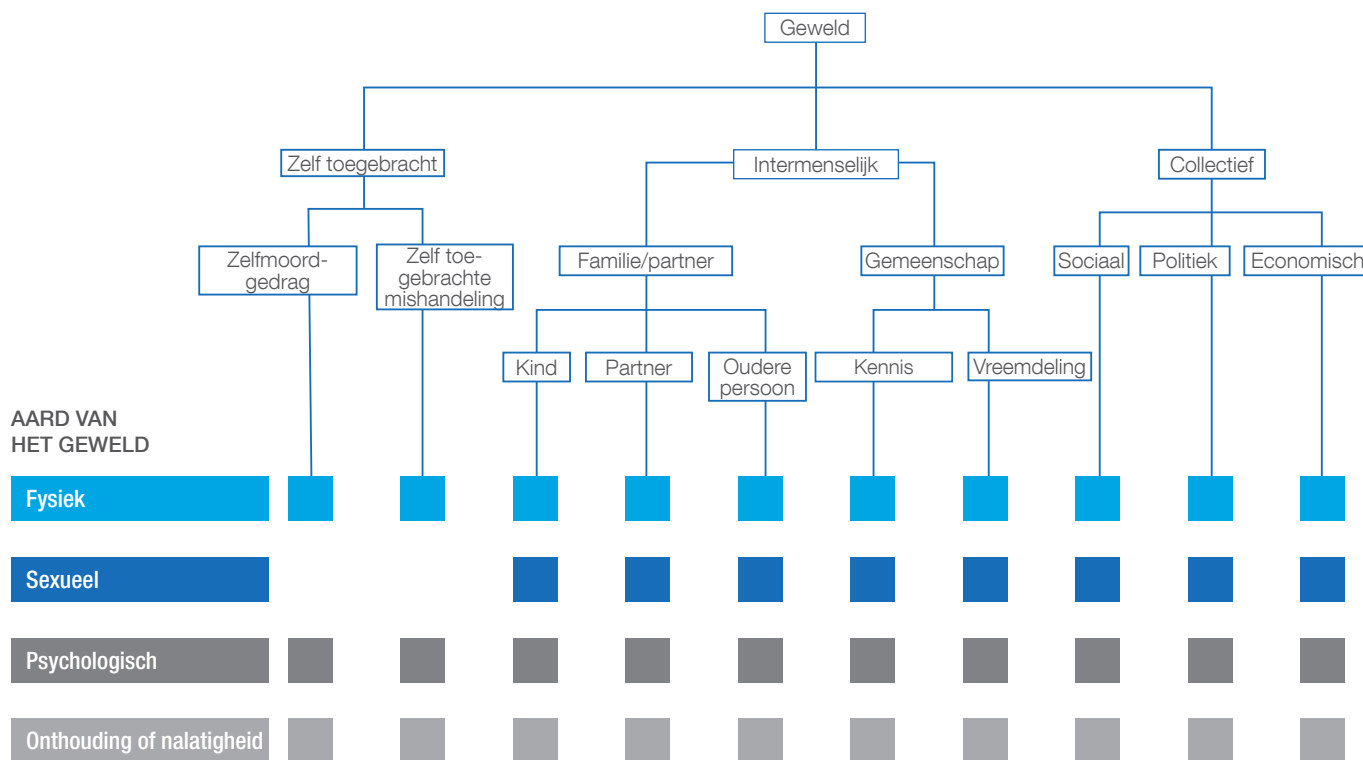 Geweld
Zelf toegebracht
Intermenselijk
Collectief
Zelfmoord-
gedrag
Zelf toe-
gebrachte
mishandeling
Familie/partner
Gemeenschap
Sociaal
Politiek
Economisch
Kind
Partner
Oudere
persoon
Kennis
Vreemdeling
AARD VAN
HET GEWELD
Fysiek
Sexueel
Psychologisch
Onthouding of nalatigheid